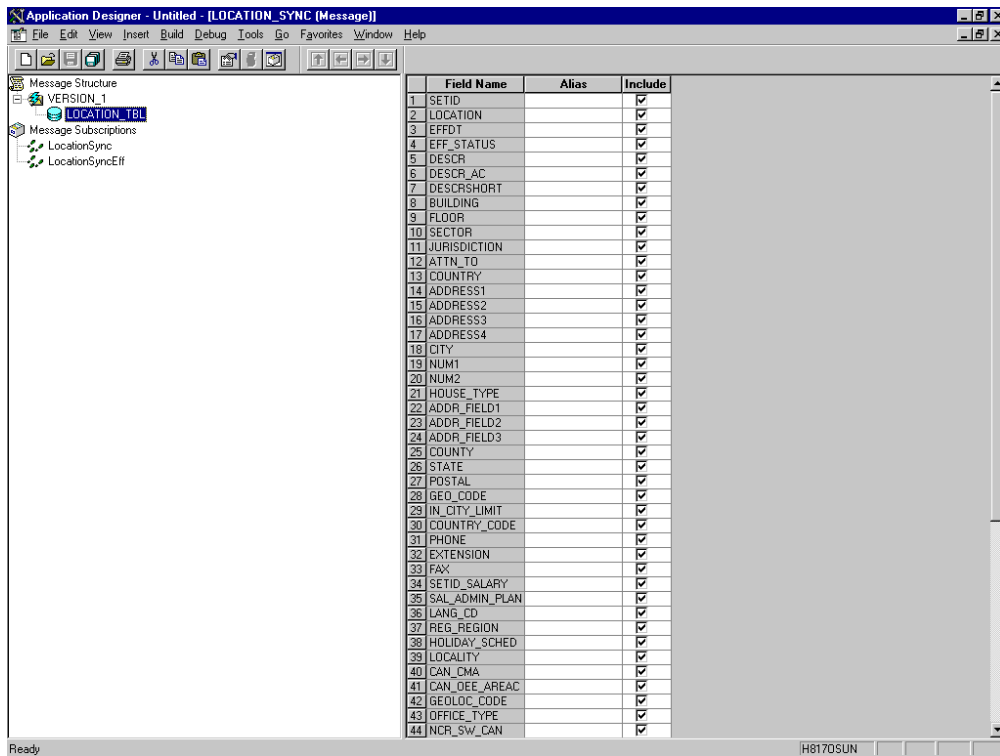 Application Designer - Untitled - [LOCATION_SYNC (Message)]
File Edit View Insert Build Debug Tools Go Favorites Window Help
Message Structure
VERSION_1
LOCATION_TBL
Message Subscriptions
LocationSync
LocationSyncEff
Field Name Alias Include
1 SETID
2 LOCATION
3 EFFDT
4 EFF_STATUS
5 DESCR
6 DESCR_AC
7 DESCRSHORT
8 BUILDING
9 FLOOR
10 SECTOR
11 JURISDICTION
12 ATTN_TO
13 COUNTRY
14 ADDRESS1
15 ADDRESS2
16 ADDRESS3
17 ADDRESS4
18 CITY
19 NUM1
20 NUM2
21 HOUSE_TYPE
22 ADDR_FIELD1
23 ADDR_FIELD2
24 ADDR_FIELD3
25 COUNTY
26 STATE
27 POSTAL
28 GEO_CODE
29 IN_CITY_LIMIT
30 COUNTRY_CODE
31 PHONE
32 EXTENSION
33 FAX
34 SETID_SALARY
35 SAL_ADMIN_PLAN
36 LANG_CD
37 REG_REGION
38 HOLIDAY_SCHED
39 LOCALITY
40 CAN_CMA
41 CAN_OEE_AREAC
42 GEOLOC_CODE
43 OFFICE_TYPE
44 NCR_SW_CAN
Ready H817OSUN